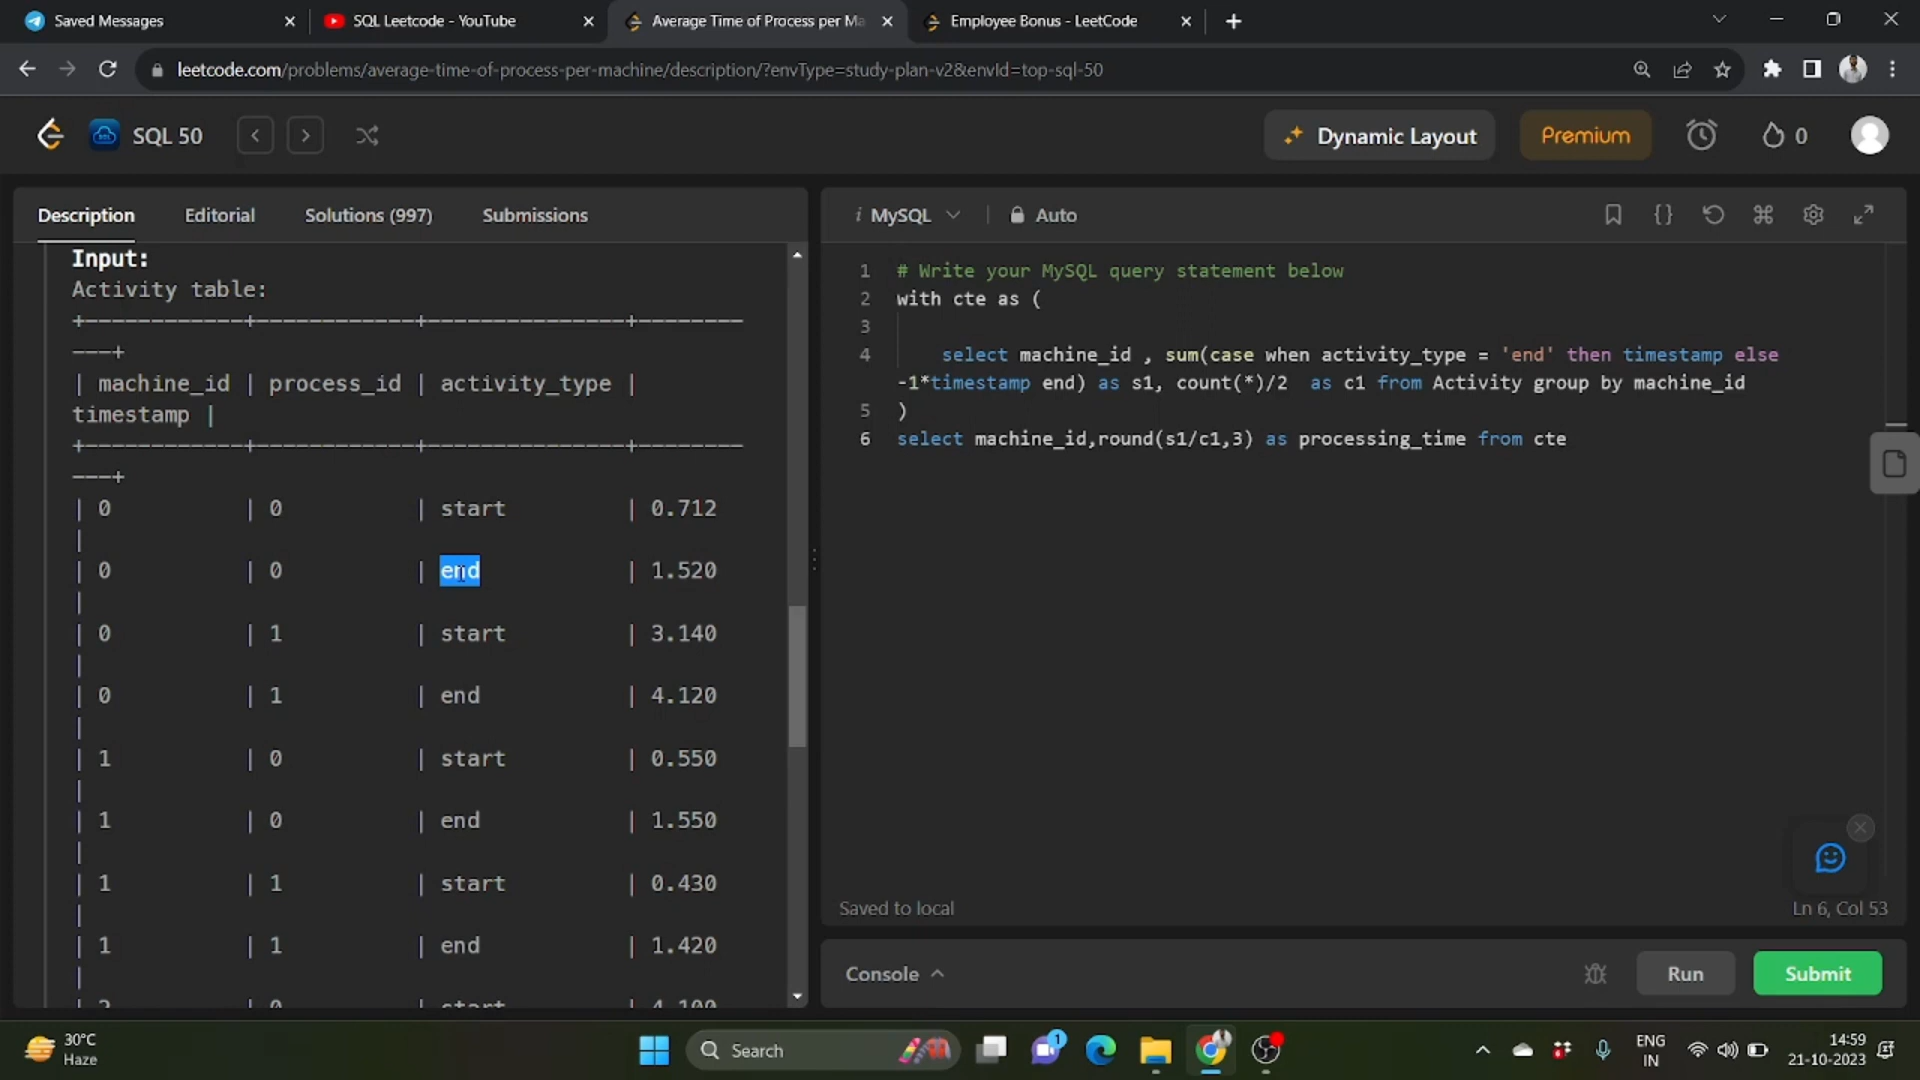 Saved Messages
SQL Leetcode - YouTube
Average Time of Process per Ma
Employee Bonus - LeetCode
leetcode.com/problems/average-time-of-process-per-machine/description/?envType=study-plan-v2&envId=top-sql-50
SQL 50
Dynamic Layout
Premium
0
Description
Editorial
Solutions (997)
Submissions
Input:
Activity table:
+------------+------------+---------------+--------
---+
| machine_id | process_id | activity_type |
timestamp |
+------------+------------+---------------+--------
---+
| 0 | 0 | start | 0.712
|
| 0 | 0 | end | 1.520
|
| 0 | 1 | start | 3.140
|
| 0 | 1 | end | 4.120
|
| 1 | 0 | start | 0.550
|
| 1 | 0 | end | 1.550
|
| 1 | 1 | start | 0.430
|
| 1 | 1 | end | 1.420
|
| 2 | 0 | start | 4.100
i MySQL
Auto
1 # Write your MySQL query statement below
2 with cte as (
3
4 select machine_id , sum(case when activity_type = 'end' then timestamp else
-1*timestamp end) as s1, count(*)/2 as c1 from Activity group by machine_id
5 )
6 select machine_id,round(s1/c1,3) as processing_time from cte
Saved to local
Ln 6, Col 53
Console
Run
Submit
30°C
Haze
Search
1
ENG
IN
14:59
21-10-2023